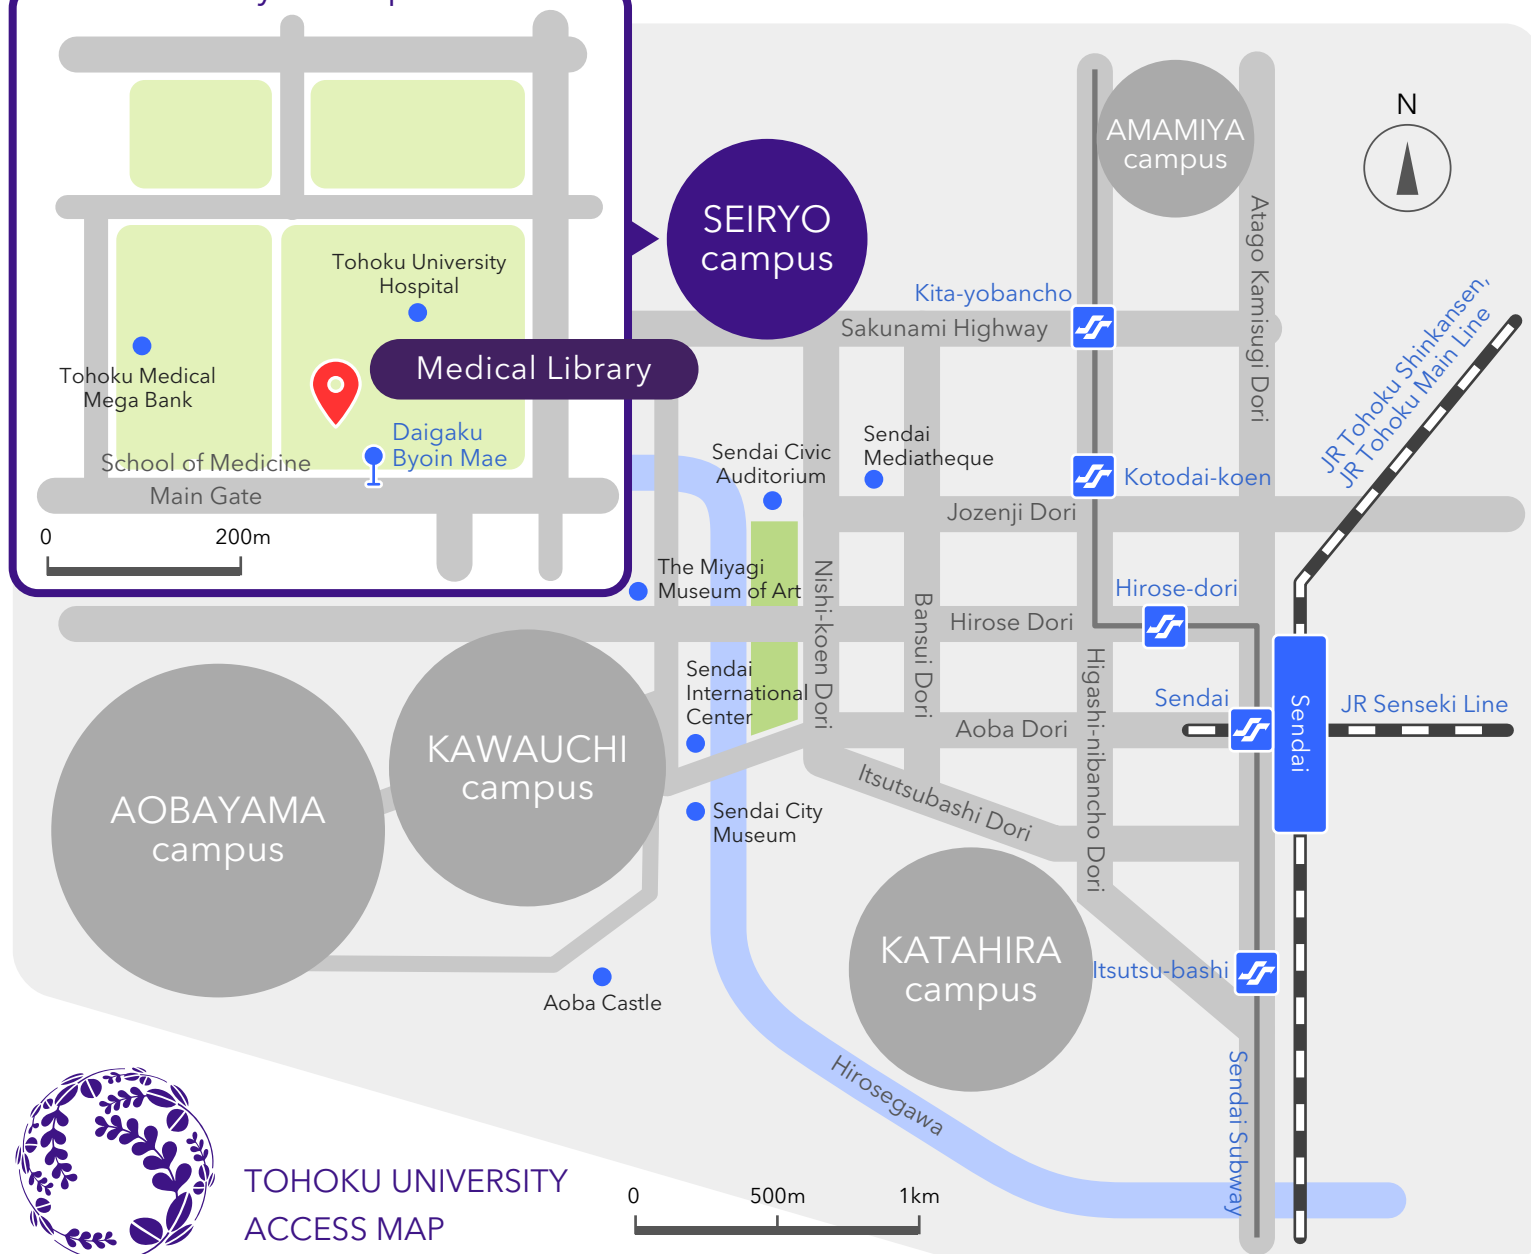 Tohoku University
Hospital
Tohoku Medical
Mega Bank
Medical Library
Daigaku
Byoin Mae
School of Medicine
Main Gate
0
200m
SEIRYO
campus
AMAMIYA
campus
N
Kita-yobancho
Sakunami Highway
Atago Kamisugi Dori
JR Tohoku Shinkansen,
JR Tohoku Main Line
Sendai Civic
Auditorium
Sendai
Mediatheque
Kotodai-koen
Jozenji Dori
The Miyagi
Museum of Art
Nishi-koen Dori
Bansui Dori
Hirose-dori
Hirose Dori
Higashi-nibancho Dori
Sendai
International
Center
Sendai
Sendai
JR Senseki Line
Aoba Dori
KAWAUCHI
campus
AOBAYAMA
campus
Itsutsubashi Dori
Sendai City
Museum
KATAHIRA
campus
Itsutsu-bashi
Aoba Castle
Hirosegawa
Sendai Subway
TOHOKU UNIVERSITY
ACCESS MAP
0
500m
1km